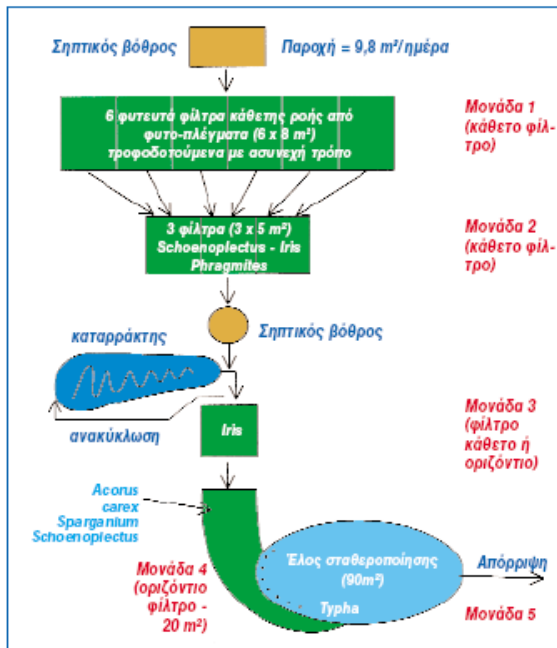 Σηπτικός βόθρος
Παροχή = 9,8 m²/ημέρα
6 φυτευτά φίλτρα κάθετης ροής από
φυτο-πλέγματα (6 x 8 m²)
τροφοδοτούμενα με ασυνεχή τρόπο
Μονάδα 1
(κάθετο φίλ-
τρο)
3 φίλτρα (3 x 5 m²)
Schoenoplectus - Iris
Phragmites
Μονάδα 2
(κάθετο φίλ-
τρο)
Σηπτικός βόθρος
καταρράκτης
ανακύκλωση
Iris
Μονάδα 3
(φίλτρο
κάθετο ή
οριζόντιο)
Acorus
carex
Sparganium
Schoenoplectus
Μονάδα 4
(οριζόντιο
φίλτρο -
20 m²)
Έλος σταθεροποίησης
(90m²)
Typha
Απόρριψη
Μονάδα 5